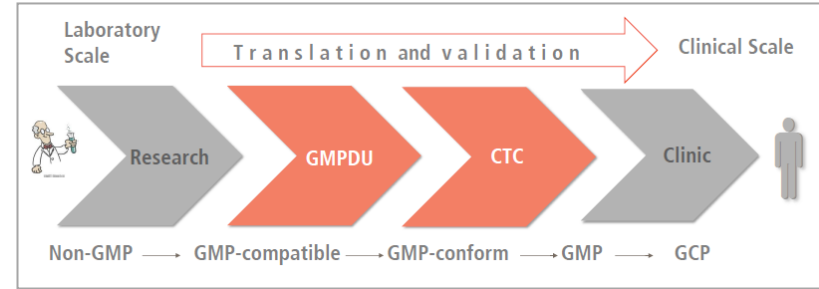 Laboratory
Scale
Translation and validation
Clinical Scale
Research
GMPDU
CTC
Clinic
Non-GMP → GMP-compatible → GMP-conform → GMP → GCP